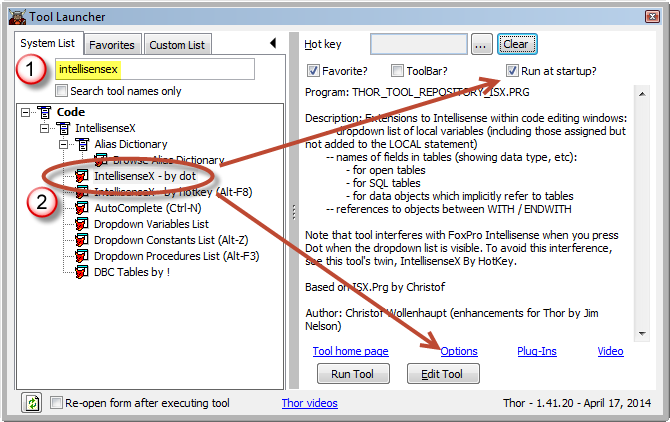 Tool Launcher
System List
Favorites
Custom List
1
intellisensex
Search tool names only
Code
IntellisenseX
Alias Dictionary
Browse Alias Dictionary
IntellisenseX - by dot
IntellisenseX - by hotkey (Alt-F8)
2
AutoComplete (Ctrl-N)
Dropdown Variables List
Dropdown Constants List (Alt-Z)
Dropdown Procedures List (Alt-F3)
DBC Tables by !
Hot key
...
Clear
Favorite?
ToolBar?
Run at startup?
Program: THOR_TOOL_REPOSITORY_ISX.PRG
Description: Extensions to Intellisense within code editing windows:
-- dropdown list of local variables (including those assigned but
not added to the LOCAL statement)
-- names of fields in tables (showing data type, etc):
- for open tables
- for SQL tables
- for data objects which implicitly refer to tables
-- references to objects between WITH / ENDWITH
Note that tool interferes with FoxPro Intellisense when you press
Dot when the dropdown list is visible. To avoid this interference,
see this tool's twin, IntellisenseX By HotKey.
Based on ISX.Prg by Christof
Author: Christof Wollenhaupt (enhancements for Thor by Jim
Nelson)
Tool home page
Options
Plug-Ins
Video
Run Tool
Edit Tool
Re-open form after executing tool
Thor videos
Thor - 1.41.20 - April 17, 2014